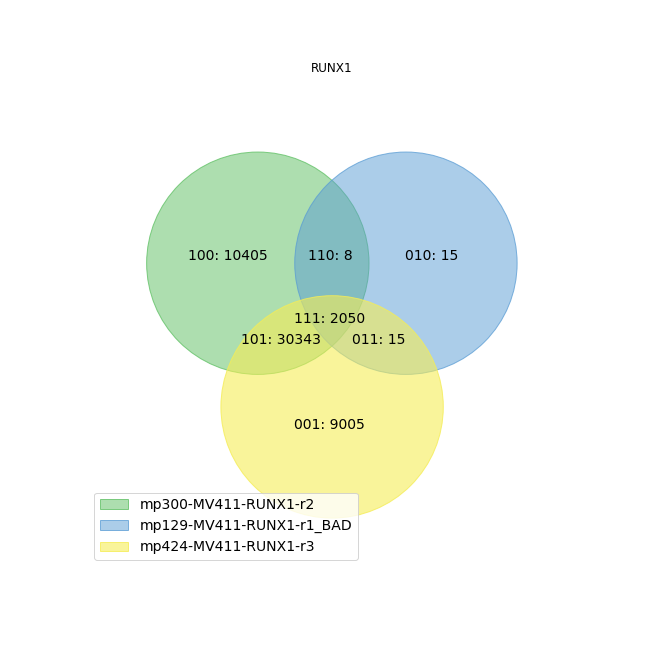 RUNX1
100: 10405
110: 8
010: 15
111: 2050
101: 30343
011: 15
001: 9005
mp300-MV411-RUNX1-r2
mp129-MV411-RUNX1-r1_BAD
mp424-MV411-RUNX1-r3